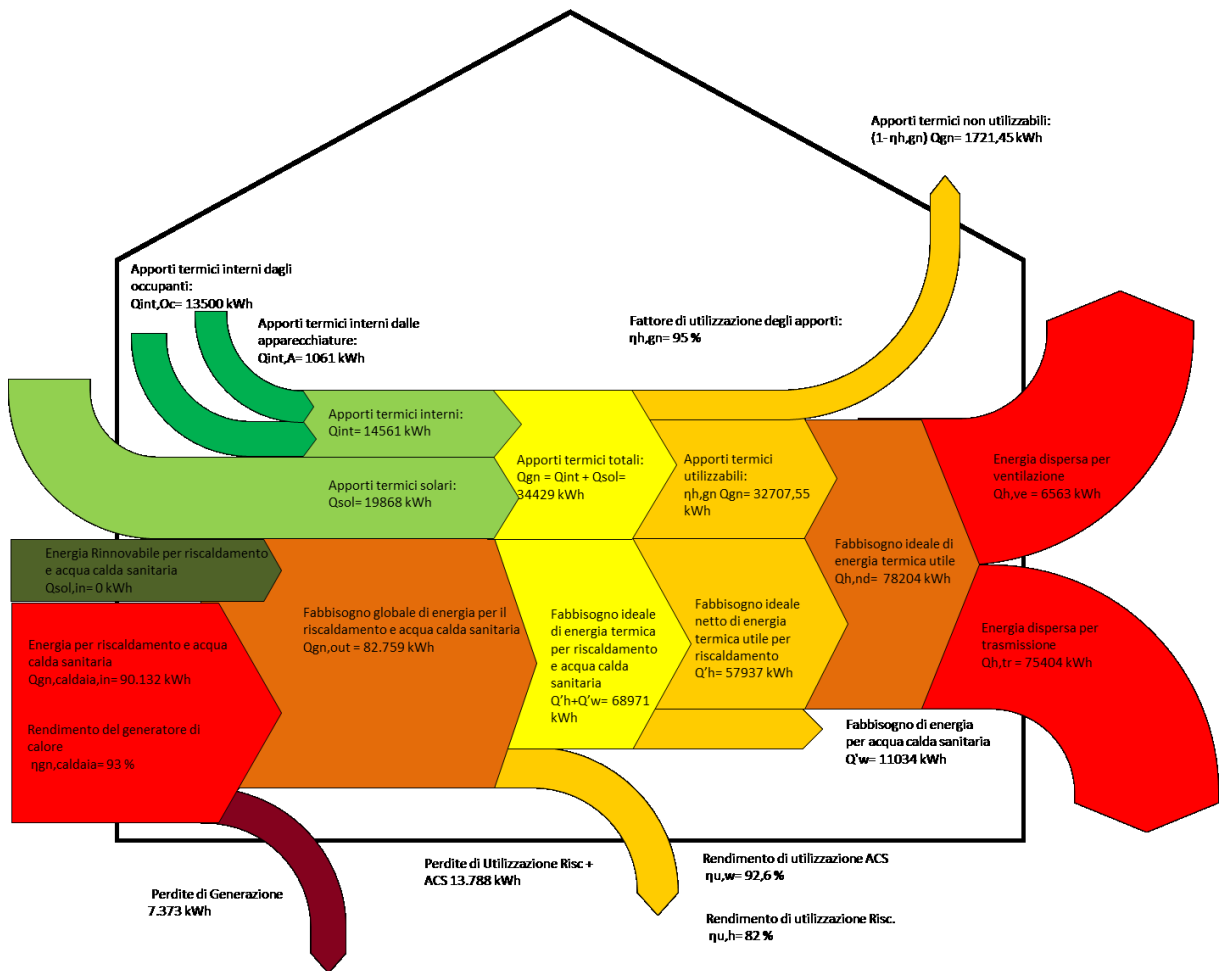 Apporti termici non utilizzabili:
(1- ηh,gn) Qgn= 1721,45 kWh
Apporti termici interni dagli
occupanti:
Qint,Oc= 13500 kWh
Apporti termici interni dalle
apparecchiature:
Qint,A= 1061 kWh
Fattore di utilizzazione degli apporti:
ηh,gn= 95 %
Apporti termici interni:
Qint= 14561 kWh
Apporti termici solari:
Qsol= 19868 kWh
Apporti termici totali:
Qgn = Qint + Qsol=
34429 kWh
Apporti termici
utilizzabili:
ηh,gn Qgn= 32707,55
kWh
Energia dispersa per
ventilazione
Qh,ve = 6563 kWh
Energia Rinnovabile per riscaldamento
e acqua calda sanitaria
Qsol,in= 0 kWh
Fabbisogno ideale di
energia termica utile
Qh,nd= 78204 kWh
Energia per riscaldamento e acqua
calda sanitaria
Qgn,caldaia,in= 90.132 kWh
Rendimento del generatore di
calore
ηgn,caldaia= 93 %
Fabbisogno globale di energia per il
riscaldamento e acqua calda sanitaria
Qgn,out = 82.759 kWh
Fabbisogno ideale
di energia termica
per riscaldamento
e acqua calda
sanitaria
Q'h+Q'w= 68971
kWh
Fabbisogno ideale
netto di energia
termica utile per
riscaldamento
Q'h= 57937 kWh
Energia dispersa per
trasmissione
Qh,tr= 75404 kWh
Fabbisogno di energia
per acqua calda sanitaria
Q'w= 11034 kWh
Perdite di Generazione
7.373 kWh
Perdite di Utilizzazione Risc +
ACS 13.788 kWh
Rendimento di utilizzazione ACS
ηu,w= 92,6 %
Rendimento di utilizzazione Risc.
ηu,h= 82 %